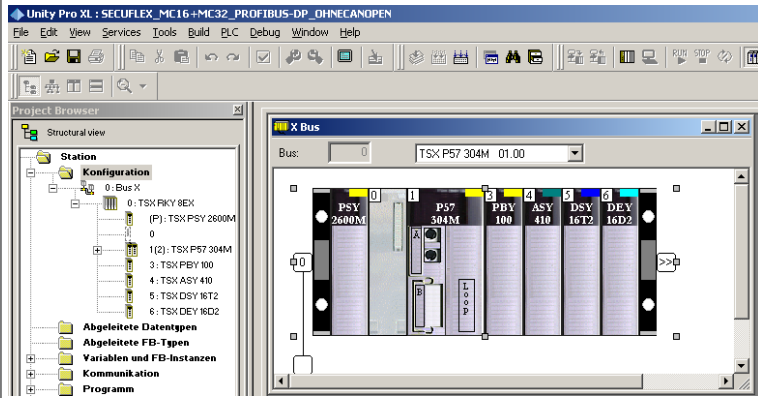 Unity Pro XL : SECUFLEX_MC16+MC32_PROFIBUS-DP_OHNECANOPEN
File Edit View Services Tools Build PLC Debug Window Help
RUN STOP
Project Browser
Structural view
Station
Konfiguration
0 : Bus X
0 : TSX RKY 8EX
(P) : TSX PSY 2600M
0
1(2) : TSX P57 304M
3 : TSX PBY 100
4 : TSX ASY 410
5 : TSX DSY 16T2
6 : TSX DEY 16D2
Abgeleitete Datentypen
Abgeleitete FB-Typen
Variablen und FB-Instanzen
Kommunikation
Programm
X Bus
Bus: 0 TSX P57 304M 01.00
0 1 3 4 5 6
PSY P57 PBY ASY DSY DEY
2600M 304M 100 410 16T2 16D2
A
0 >>
B LOOP